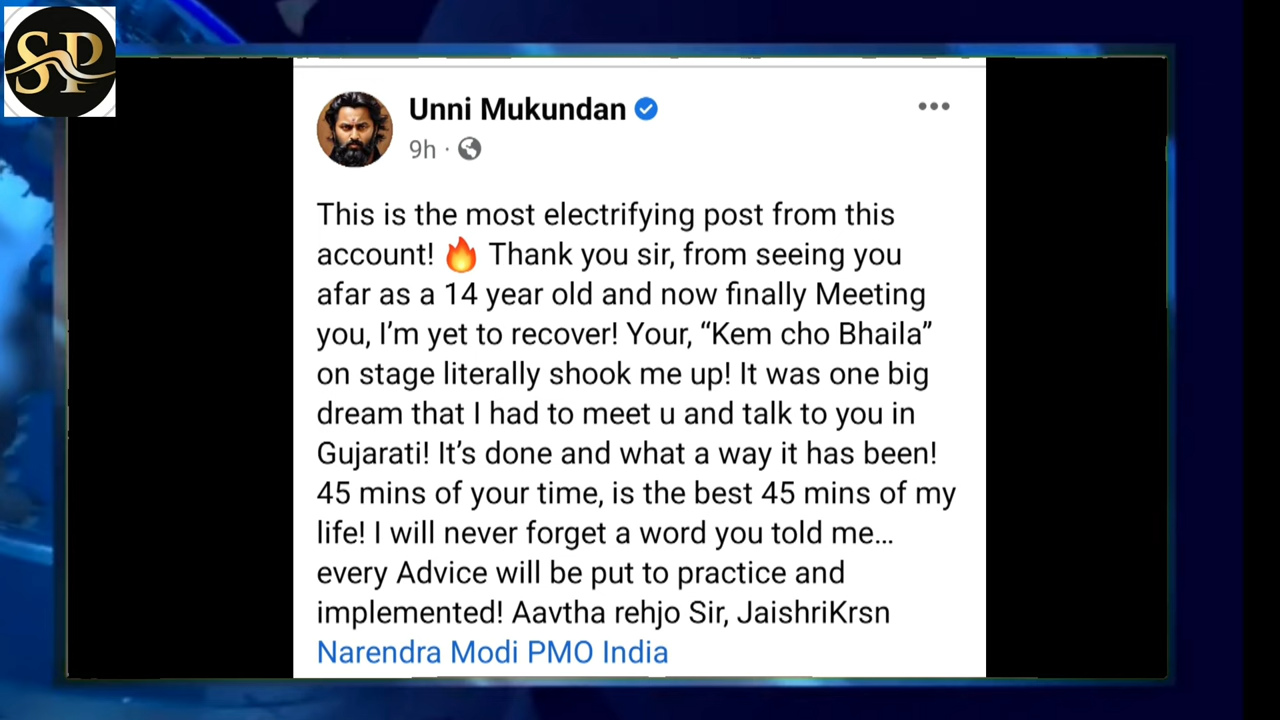 SP
Unni Mukundan
9h ·
This is the most electrifying post from this
account! 🔥 Thank you sir, from seeing you
afar as a 14 year old and now finally Meeting
you, I’m yet to recover! Your, “Kem cho Bhaila”
on stage literally shook me up! It was one big
dream that I had to meet u and talk to you in
Gujarati! It’s done and what a way it has been!
45 mins of your time, is the best 45 mins of my
life! I will never forget a word you told me…
every Advice will be put to practice and
implemented! Aavtha rehjo Sir, JaishriKrsn
Narendra Modi PMO India